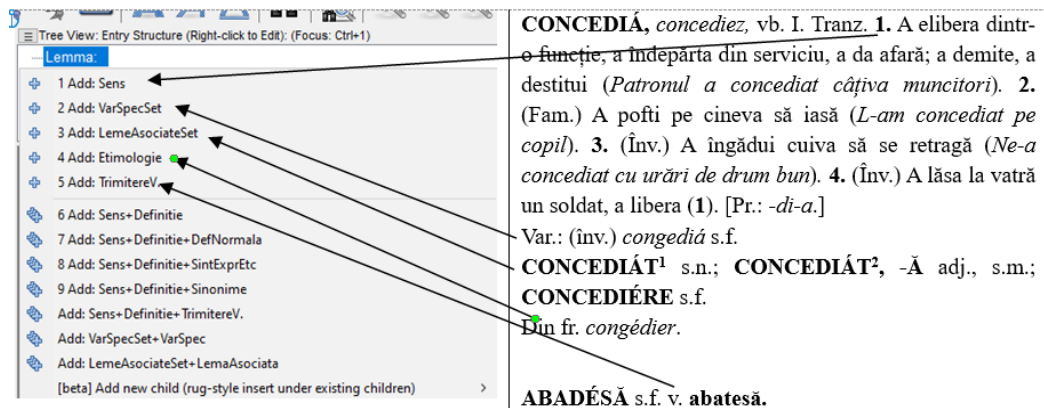 Tree View: Entry Structure (Right-click to Edit): (Focus: Ctrl+1)
Lemma:
1 Add: Sens
2 Add: VarSpecSet
3 Add: LemeAsociateSet
4 Add: Etimologie
5 Add: TrimitereV.
6 Add: Sens+Definitie
7 Add: Sens+Definitie+DefNormala
8 Add: Sens+Definitie+SintExprEtc
9 Add: Sens+Definitie+Sinonime
Add: Sens+Definitie+TrimitereV.
Add: VarSpecSet+VarSpec
Add: LemeAsociateSet+LemaAsociata
[beta] Add new child (rug-style insert under existing children)
CONCEDIÁ, concediez, vb. I. Tranz. 1. A elibera dintr-
o funcție, a îndepărta din serviciu, a da afară; a demite, a
destitui (Patronul a concediat câțiva muncitori). 2.
(Fam.) A pofti pe cineva să iasă (L-am concediat pe
copil). 3. (Înv.) A îngădui cuiva să se retragă (Ne-a
concediat cu urări de drum bun). 4. (Înv.) A lăsa la vatră
un soldat, a libera (1). [Pr.: -di-a.]
Var.: (înv.) congediá s.f.
CONCEDIÁT¹ s.n.; CONCEDIÁT², -Ă adj., s.m.;
CONCEDIÉRE s.f.
Din fr. congédier.
ABADÉSĂ s.f. v. abatesă.